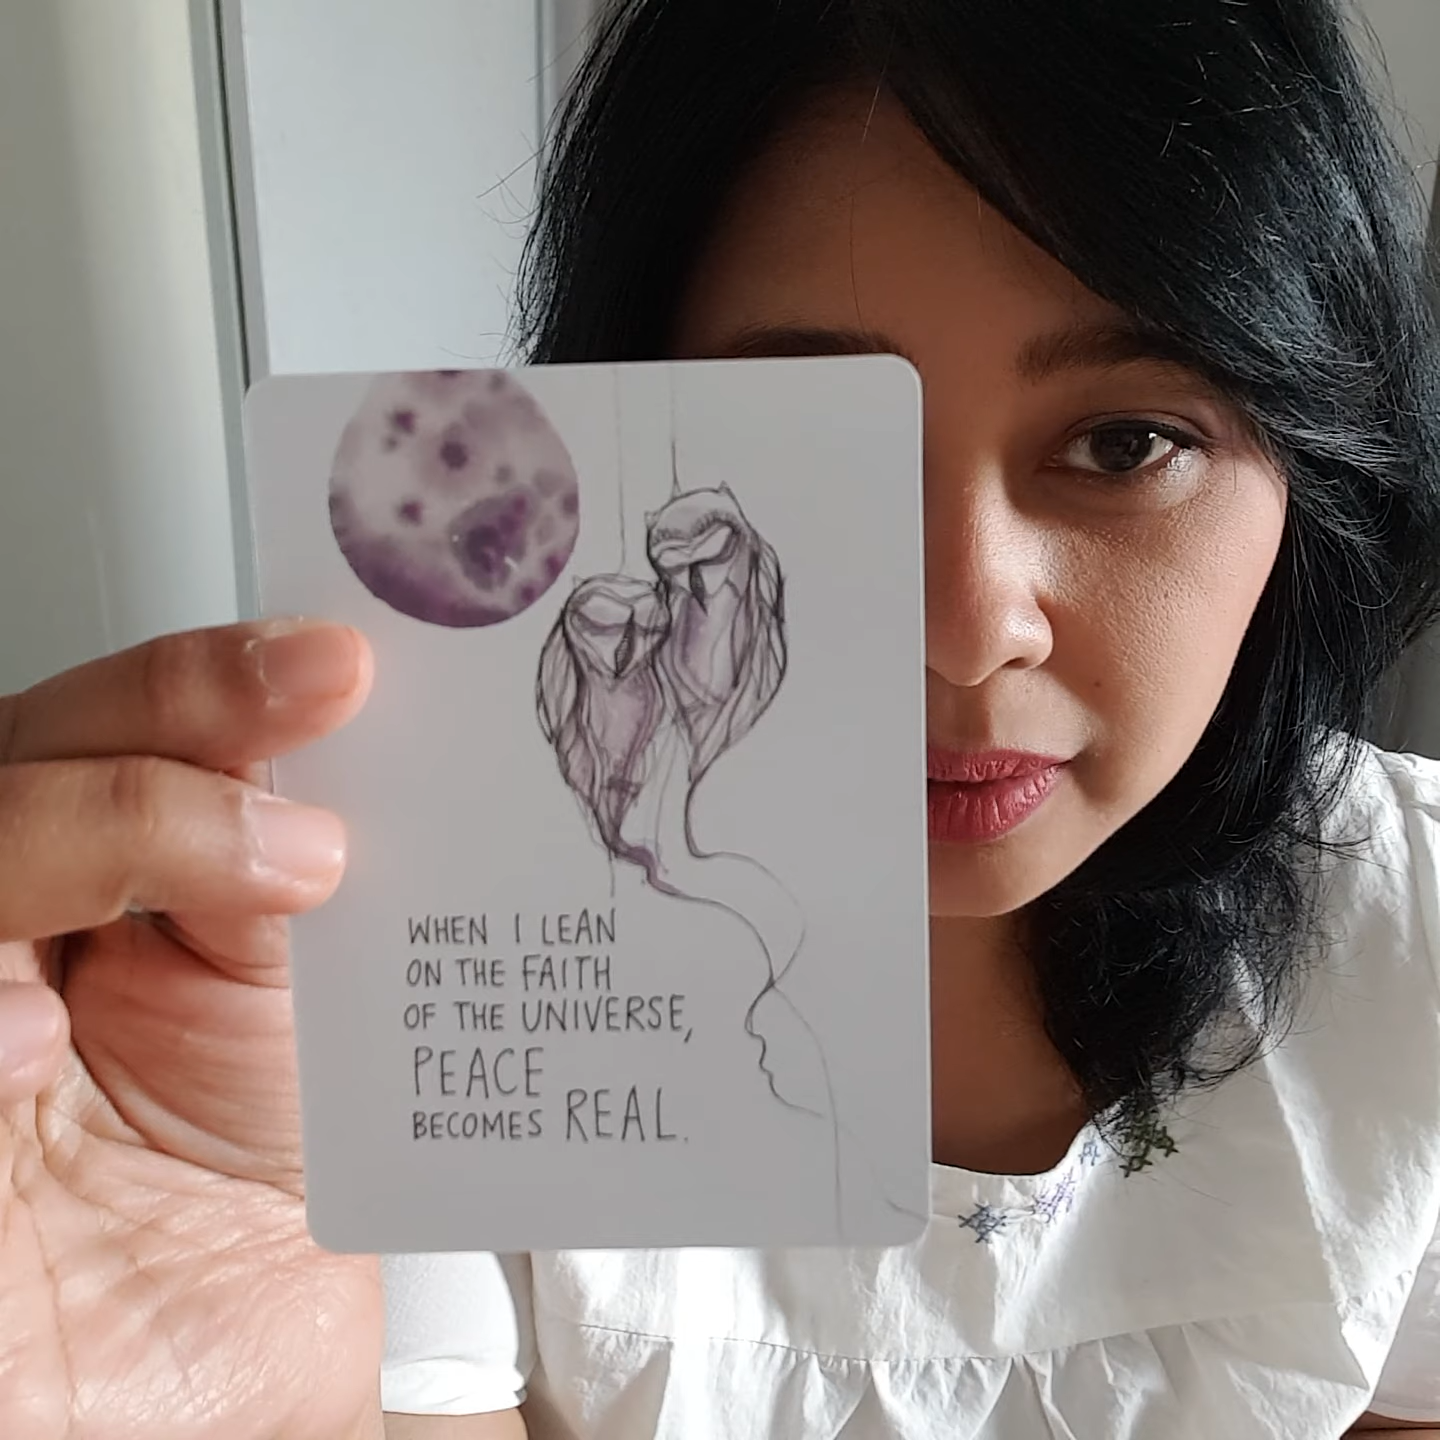 WHEN I LEAN
ON THE FAITH
OF THE UNIVERSE,
PEACE
BECOMES REAL.